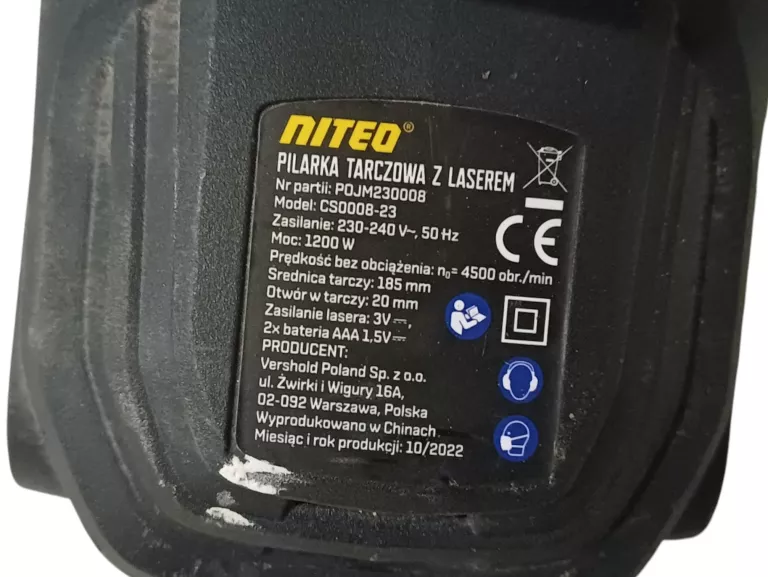 NITEO®
PILARKA TARCZOWA Z LASEREM
Nr partii: POJM230008
Model: CS0008-23
Zasilanie: 230-240 V~, 50 Hz
Moc: 1200 W
Prędkość bez obciążenia: n₀= 4500 obr./min
Średnica tarczy: 185 mm
Otwór w tarczy: 20 mm
Zasilanie lasera: 3V⎓,
2x bateria AAA 1,5V⎓
PRODUCENT:
Vershold Poland Sp. z o.o.
ul. Żwirki i Wigury 16A,
02-092 Warszawa, Polska
Wyprodukowano w Chinach
Miesiąc i rok produkcji: 10/2022
CE